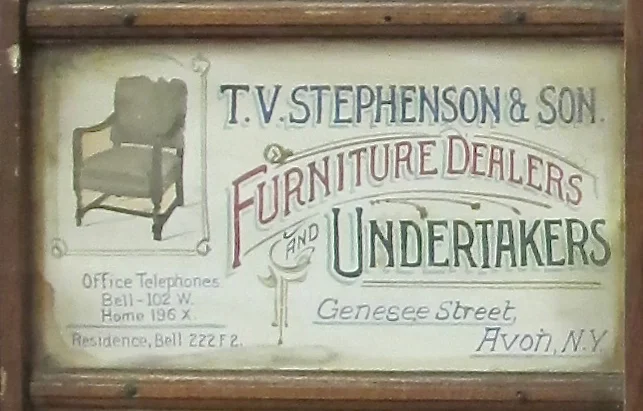 T.V. STEPHENSON & SON.
FURNITURE DEALERS
AND
UNDERTAKERS
Office Telephones
Bell-102 W.
Home 196 X.
Residence, Bell 222 F 2.
Genesee Street,
Avon, N.Y.